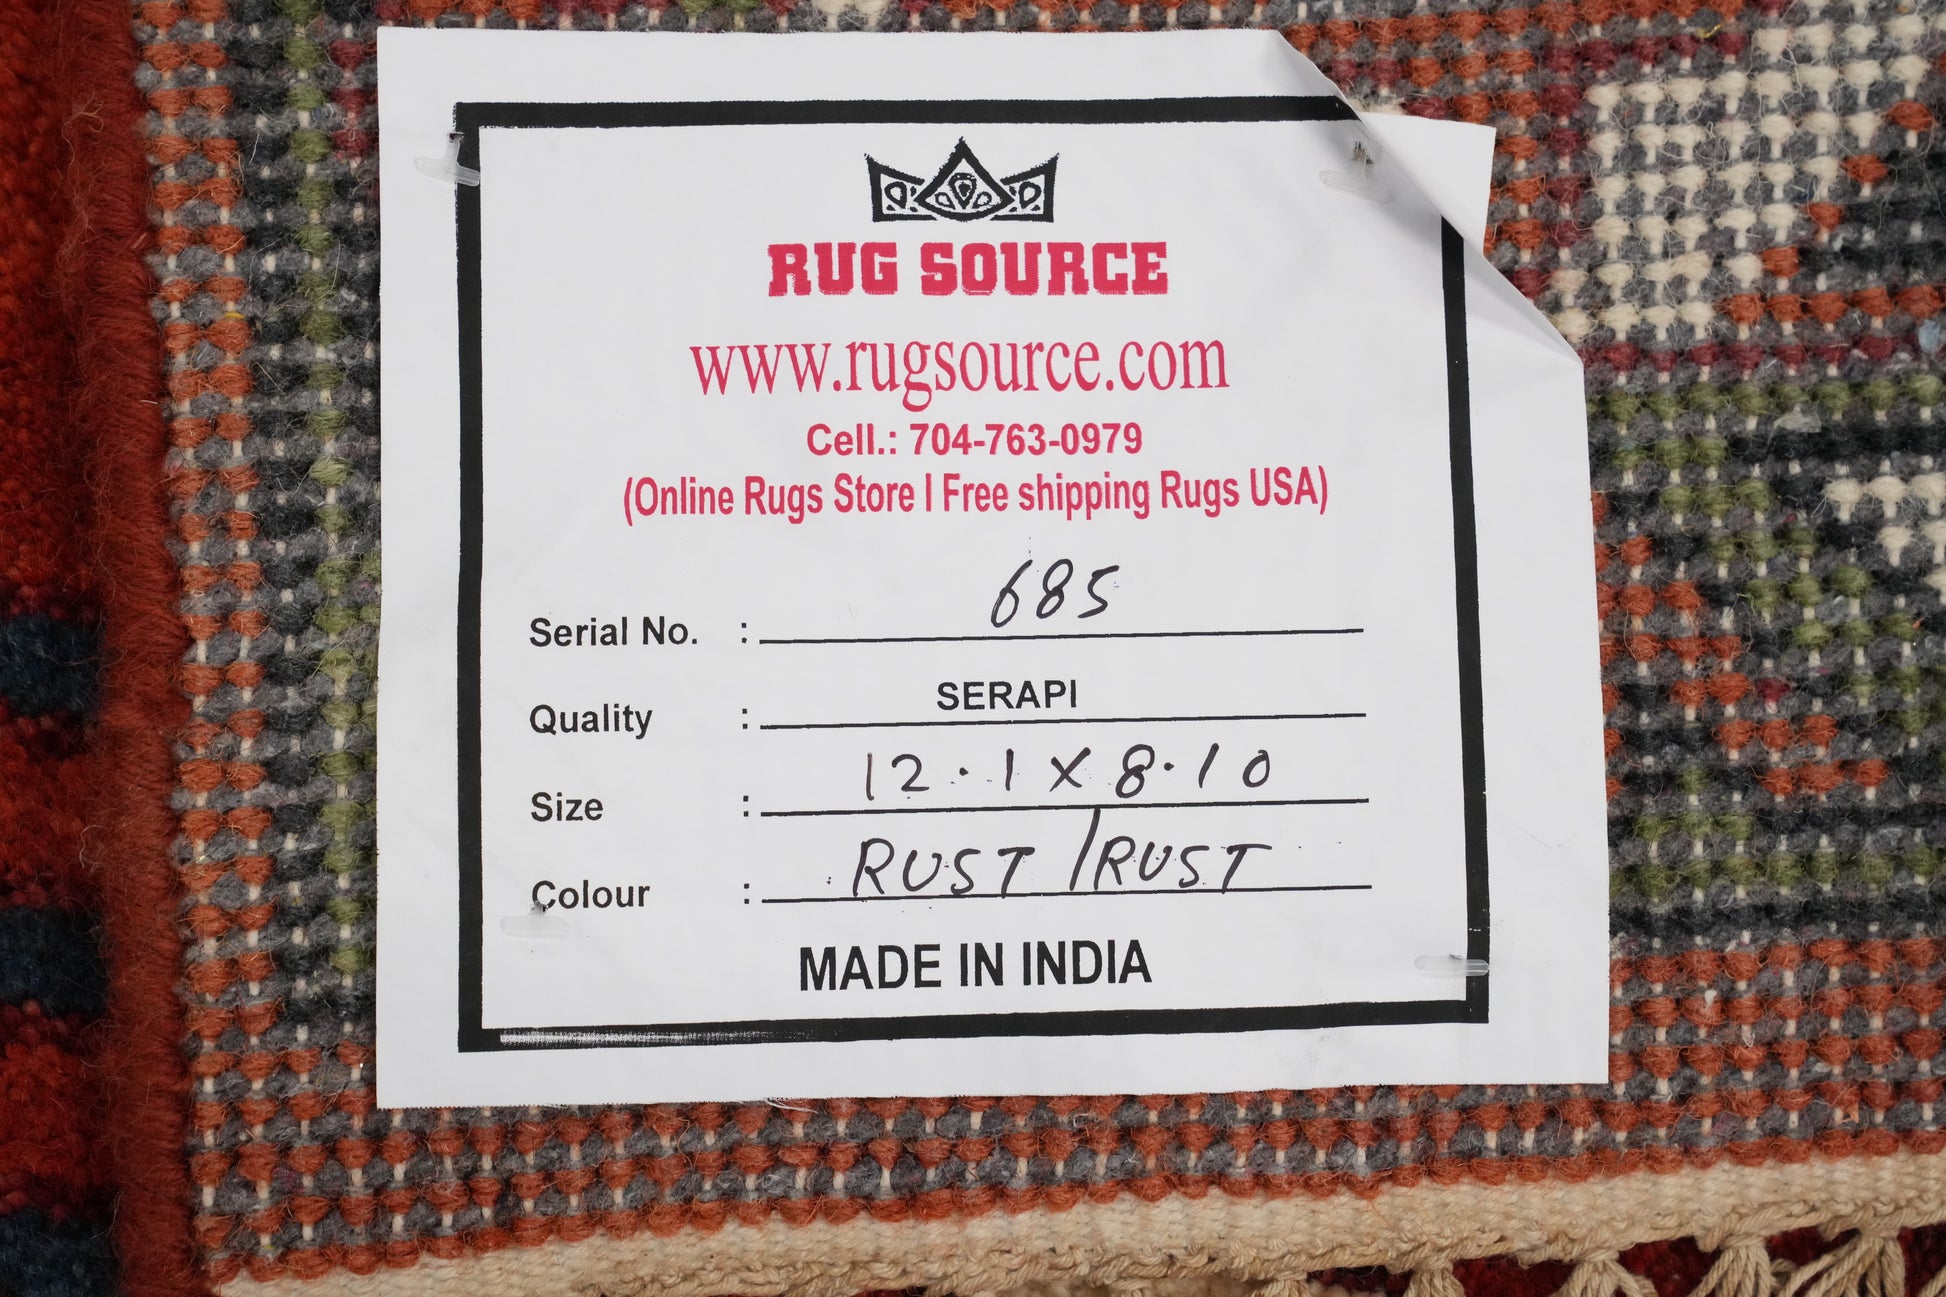 RUG SOURCE
www.rugsource.com
Cell.: 704-763-0979
(Online Rugs Store I Free shipping Rugs USA)
Serial No. : 685
Quality : SERAPI
Size : 12.1 X 8.10
Colour : RUST / RUST
MADE IN INDIA